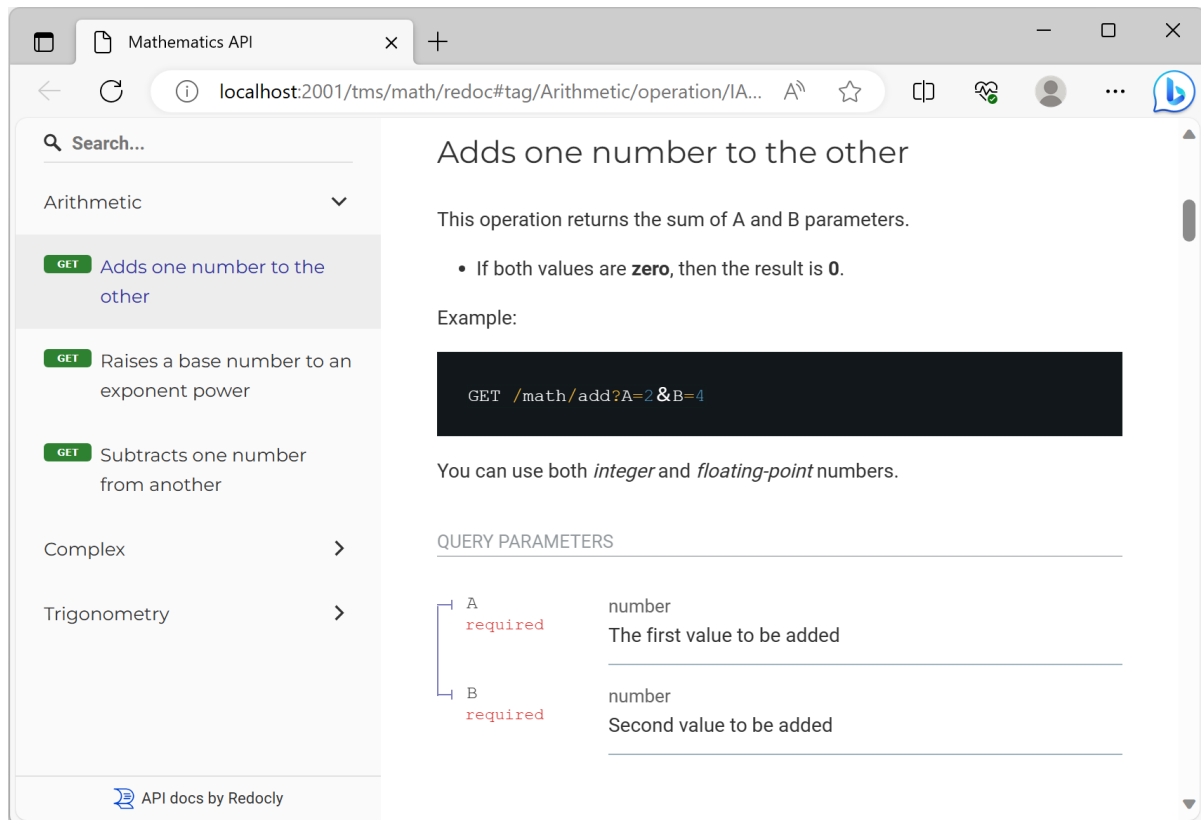 Mathematics API
localhost:2001/tms/math/redoc#tag/Arithmetic/operation/IA...
Search...
Arithmetic
GET Adds one number to the
other
GET Raises a base number to an
exponent power
GET Subtracts one number
from another
Complex
Trigonometry
API docs by Redocly
Adds one number to the other
This operation returns the sum of A and B parameters.
• If both values are zero, then the result is 0.
Example:
GET /math/add?A=2&B=4
You can use both integer and floating-point numbers.
QUERY PARAMETERS
A
required
number
The first value to be added
B
required
number
Second value to be added